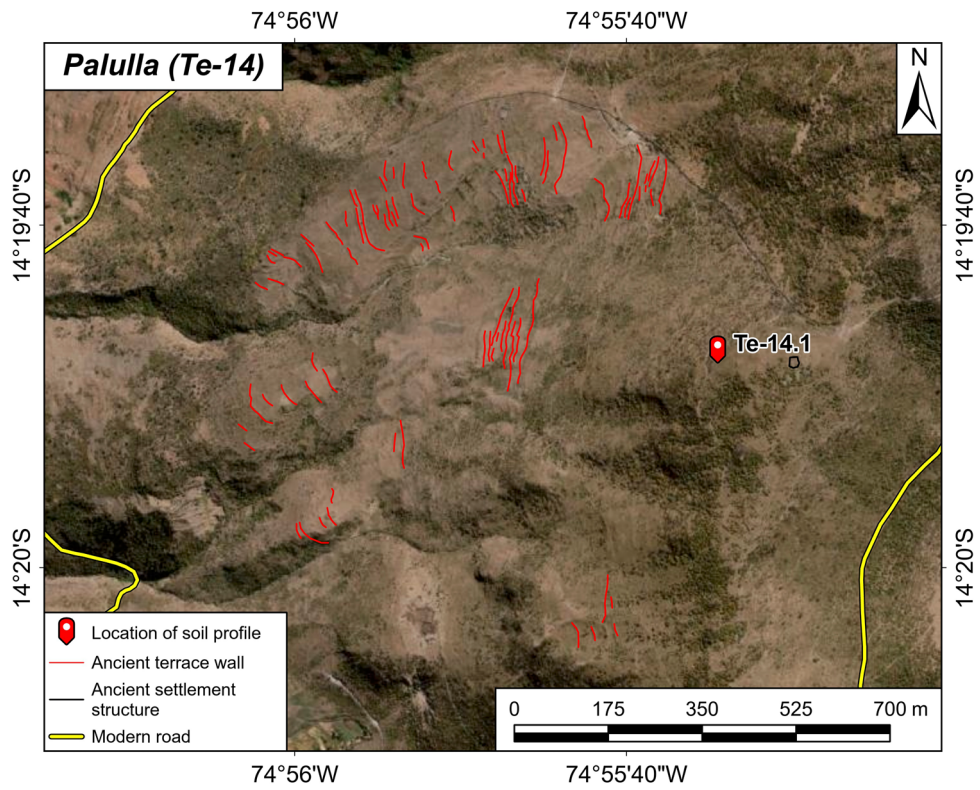 74°56'W 74°55'40"W
Palulla (Te-14)
N
14°19'40"S 14°19'40"S
Te-14.1
14°20'S 14°20'S
Location of soil profile
Ancient terrace wall
Ancient settlement
structure
Modern road
0 175 350 525 700 m
74°56'W 74°55'40"W